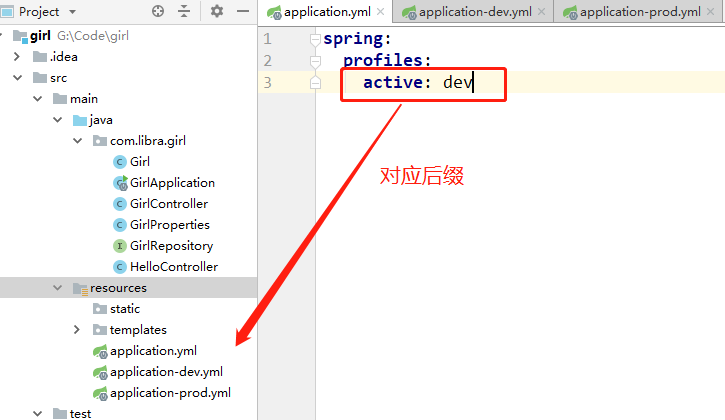 Project
girl G:\Code\girl
.idea
src
main
java
com.libra.girl
Girl
GirlApplication
GirlController
GirlProperties
GirlRepository
HelloController
resources
static
templates
application.yml
application-dev.yml
application-prod.yml
test
application.yml application-dev.yml application-prod.yml
1 spring:
2 profiles:
3 active: dev
对应后缀